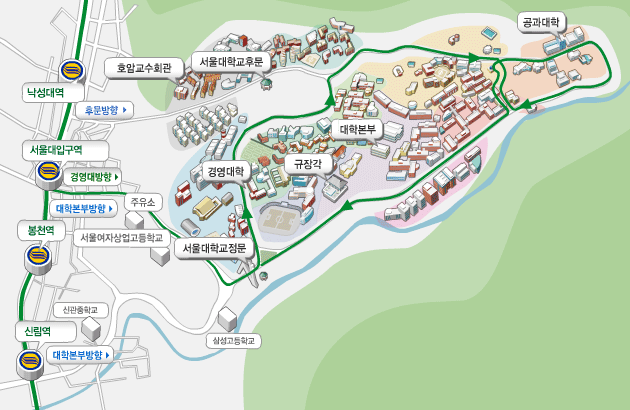 공과대학
서울대학교후문
호암교수회관
낙성대역
후문방향
대학본부
서울대입구역
규장각
경영대학
경영대방향
주유소
대학본부방향
봉천역
서울여자상업고등학교
서울대학교정문
신관중학교
신림역
삼성고등학교
대학본부방향